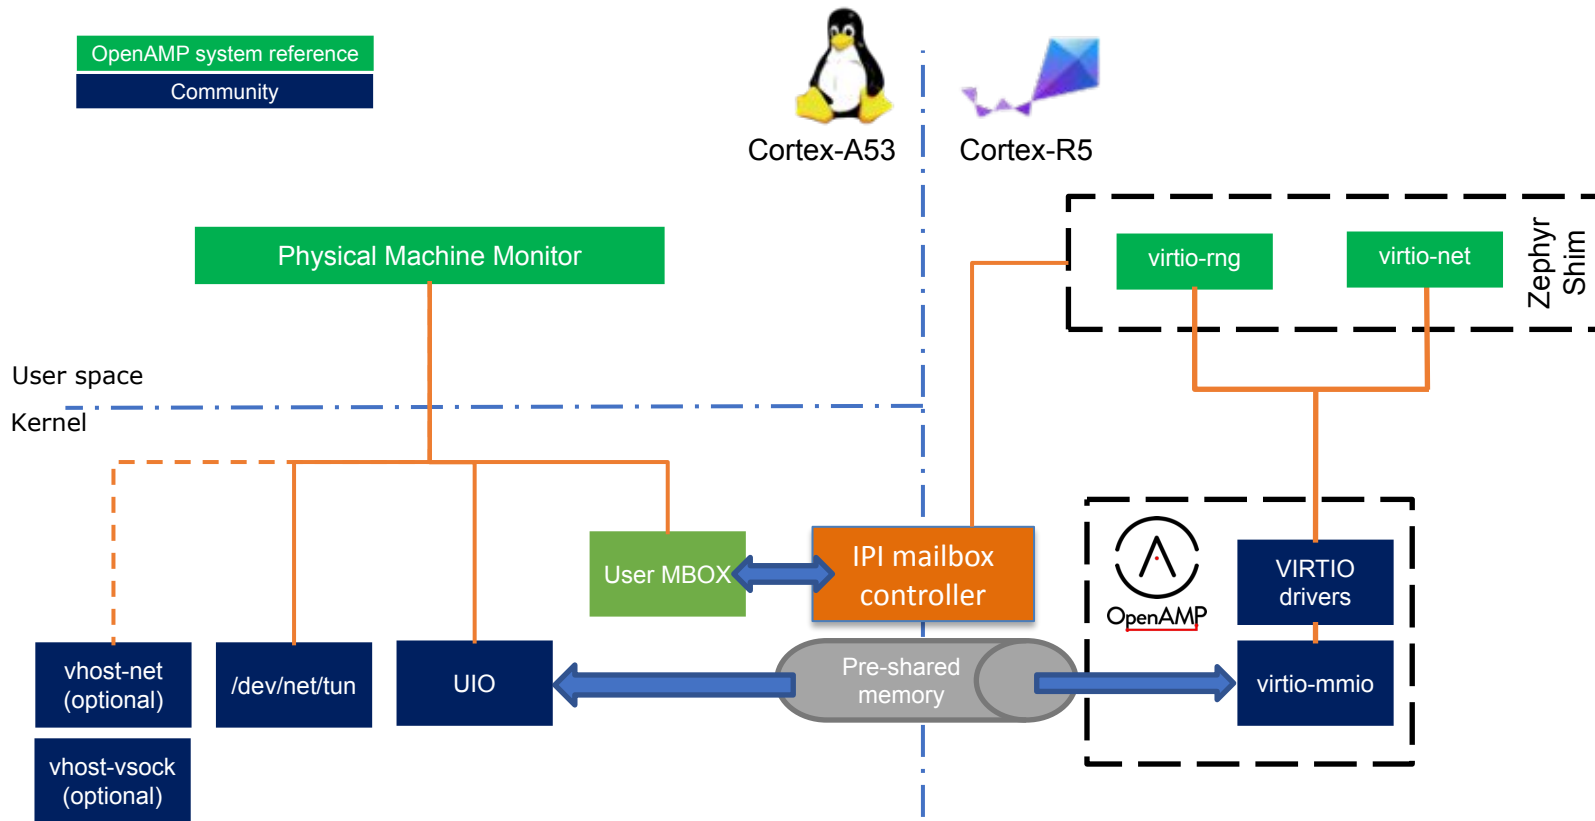 OpenAMP system reference
Community
Cortex-A53
Cortex-R5
Physical Machine Monitor
virtio-rng
virtio-net
Zephyr
Shim
User space
Kernel
User MBOX
IPI mailbox
controller
OpenAMP
VIRTIO
drivers
vhost-net
(optional)
/dev/net/tun
UIO
Pre-shared
memory
virtio-mmio
vhost-vsock
(optional)